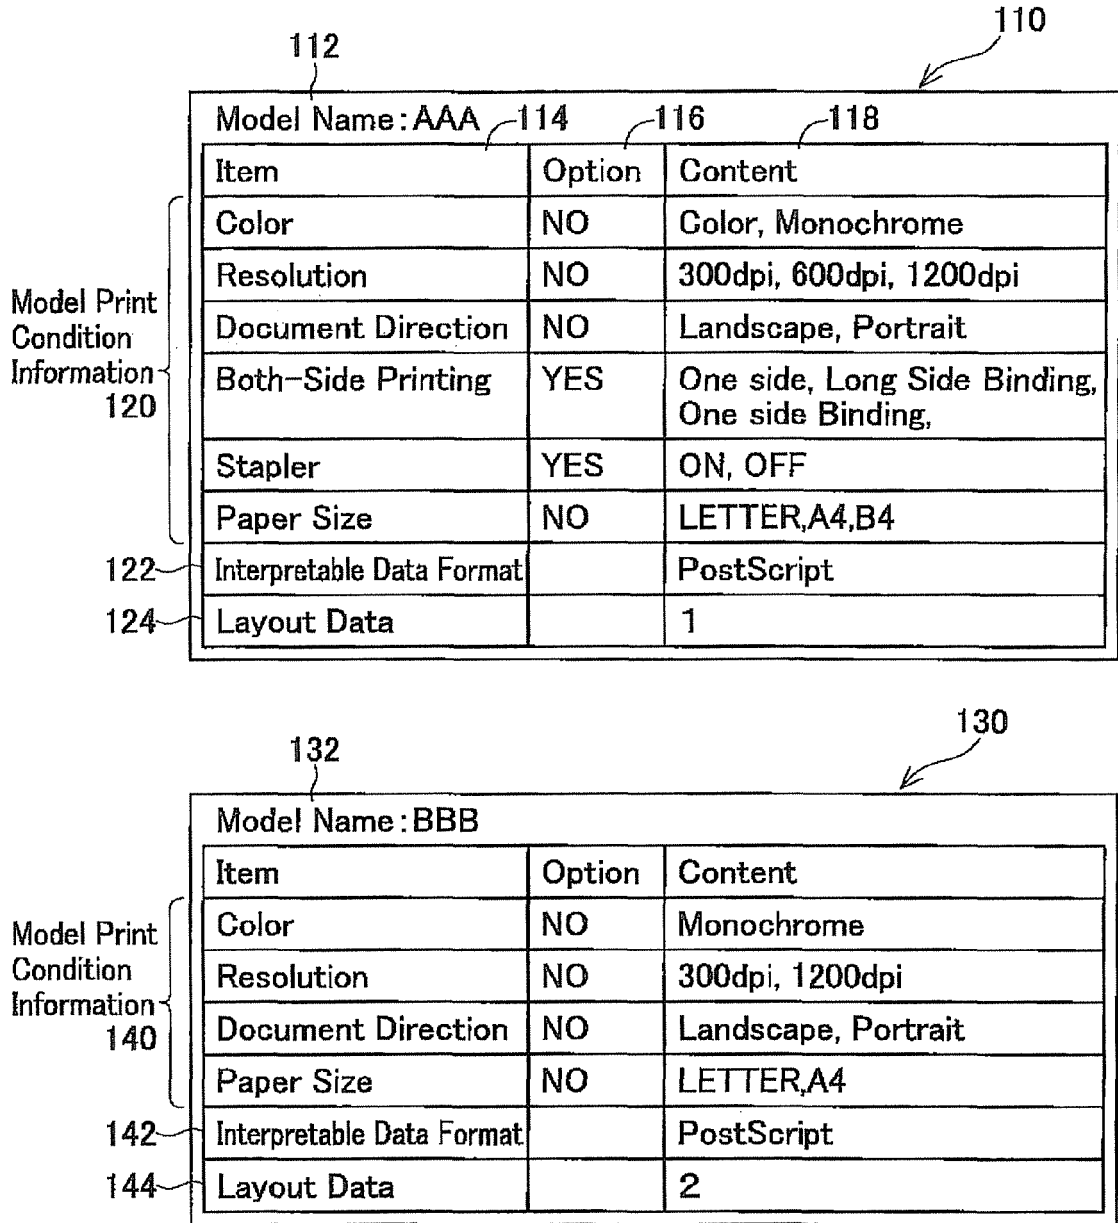 110
112
Model Name:AAA 114 116 118
Item Option Content
Color NO Color, Monochrome
Resolution NO 300dpi, 600dpi, 1200dpi
Model Print
Condition
Information
120
Document Direction NO Landscape, Portrait
Both-Side Printing YES One side, Long Side Binding,
One side Binding,
Stapler YES ON, OFF
Paper Size NO LETTER,A4,B4
122 Interpretable Data Format PostScript
124 Layout Data 1
130
132
Model Name:BBB
Item Option Content
Color NO Monochrome
Model Print
Condition
Information
140
Resolution NO 300dpi, 1200dpi
Document Direction NO Landscape, Portrait
Paper Size NO LETTER,A4
142 Interpretable Data Format PostScript
144 Layout Data 2